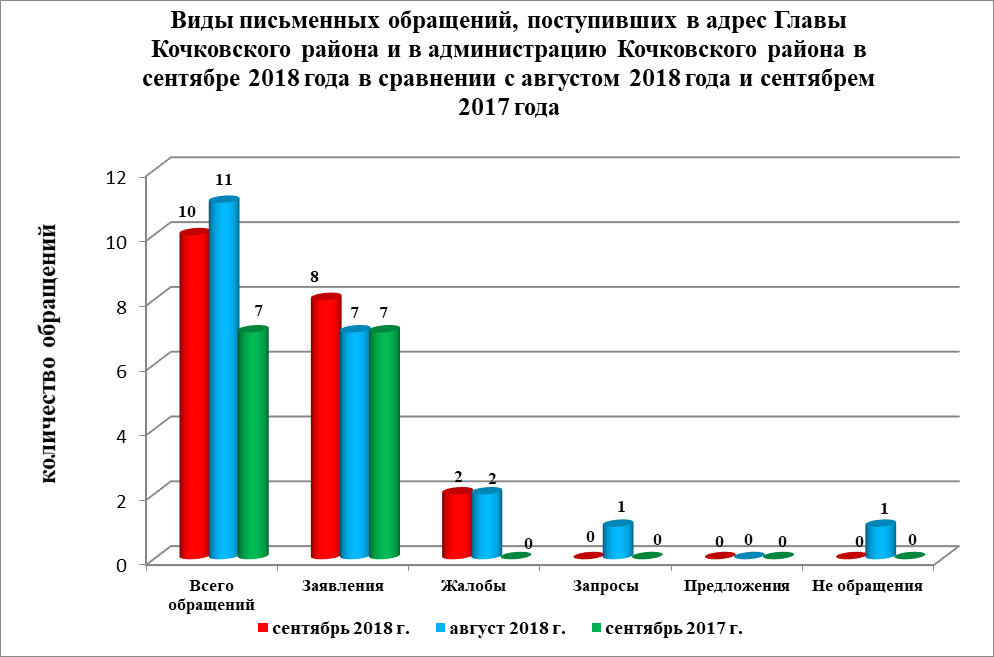 Виды письменных обращений, поступивших в адрес Главы
Кочковского района и в администрацию Кочковского района в
сентябре 2018 года в сравнении с августом 2018 года и сентябрем
2017 года
количество обращений
12
10
8
6
4
2
0
10
11
7
8
7
7
2
2
0
0
1
0
0
0
0
0
1
0
Всего
обращений
Заявления
Жалобы
Запросы
Предложения
Не обращения
сентябрь 2018 г.
август 2018 г.
сентябрь 2017 г.